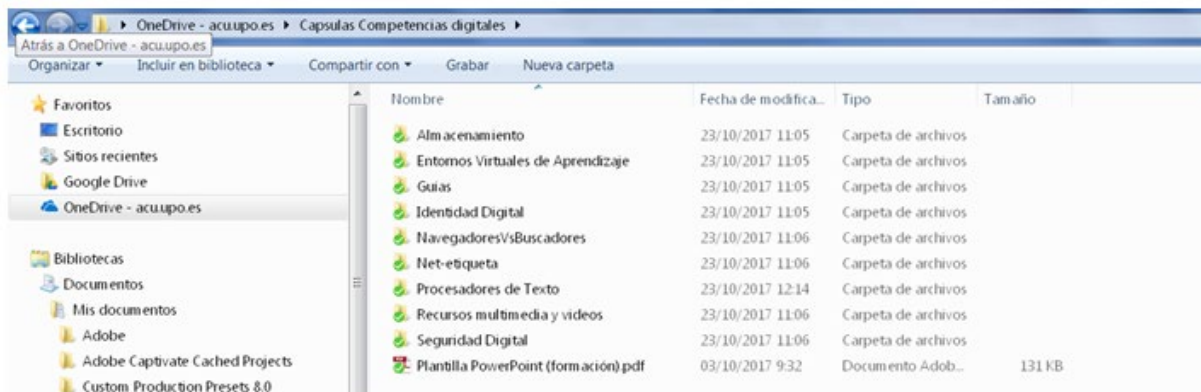 OneDrive - acu.upo.es ▸ Capsulas Competencias digitales ▸
Atrás a OneDrive - acu.upo.es
Organizar Incluir en biblioteca Compartir con Grabar Nueva carpeta
Favoritos
Escritorio
Sitios recientes
Google Drive
OneDrive - acu.upo.es
Bibliotecas
Documentos
Mis documentos
Adobe
Adobe Captivate Cached Projects
Custom Production Presets 8.0
Nombre Fecha de modifica... Tipo Tamaño
Almacenamiento 23/10/2017 11:05 Carpeta de archivos
Entornos Virtuales de Aprendizaje 23/10/2017 11:05 Carpeta de archivos
Guias 23/10/2017 11:05 Carpeta de archivos
Identidad Digital 23/10/2017 11:05 Carpeta de archivos
NavegadoresVsBuscadores 23/10/2017 11:06 Carpeta de archivos
Net-etiqueta 23/10/2017 11:06 Carpeta de archivos
Procesadores de Texto 23/10/2017 12:14 Carpeta de archivos
Recursos multimedia y videos 23/10/2017 11:06 Carpeta de archivos
Seguridad Digital 23/10/2017 11:06 Carpeta de archivos
Plantilla PowerPoint (formación).pdf 03/10/2017 9:32 Documento Adob... 131 KB